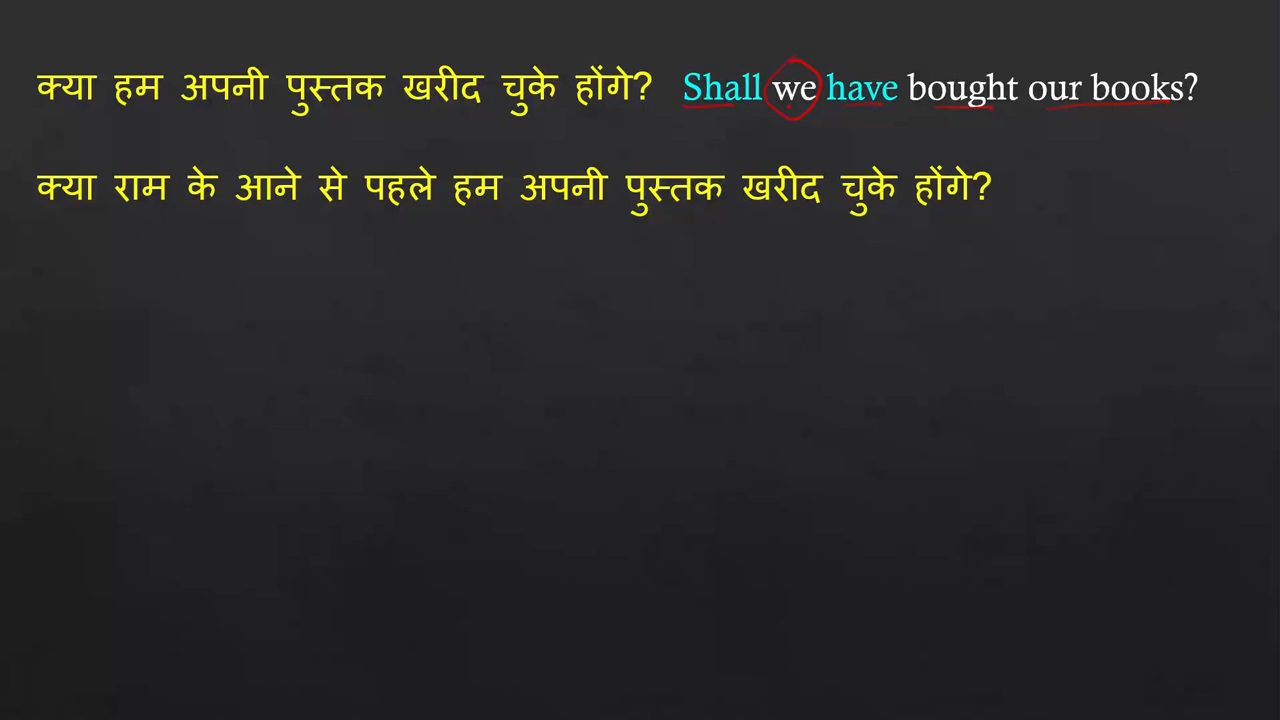 क्या हम अपनी पुस्तक खरीद चुके होंगे? Shall we have bought our books?
क्या राम के आने से पहले हम अपनी पुस्तक खरीद चुके होंगे?